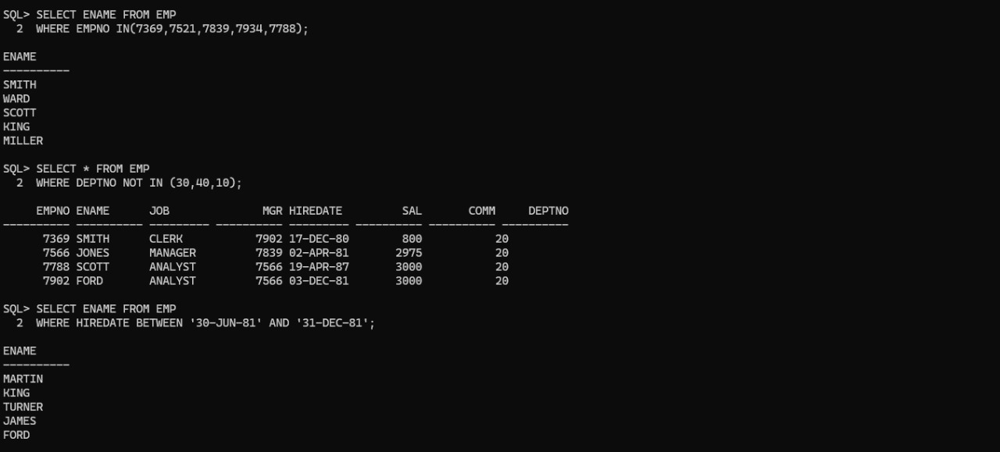 SQL> SELECT ENAME FROM EMP
  2  WHERE EMPNO IN(7369,7521,7839,7934,7788);
ENAME
----------
SMITH
WARD
SCOTT
KING
MILLER
SQL> SELECT * FROM EMP
  2  WHERE DEPTNO NOT IN (30,40,10);
     EMPNO ENAME      JOB              MGR HIREDATE         SAL       COMM     DEPTNO
---------- ---------- --------- ---------- --------- ---------- ---------- ----------
      7369 SMITH      CLERK           7902 17-DEC-80        800           20
      7566 JONES      MANAGER         7839 02-APR-81       2975           20
      7788 SCOTT      ANALYST         7566 19-APR-87       3000           20
      7902 FORD       ANALYST         7566 03-DEC-81       3000           20
SQL> SELECT ENAME FROM EMP
  2  WHERE HIREDATE BETWEEN '30-JUN-81' AND '31-DEC-81';
ENAME
----------
MARTIN
KING
TURNER
JAMES
FORD